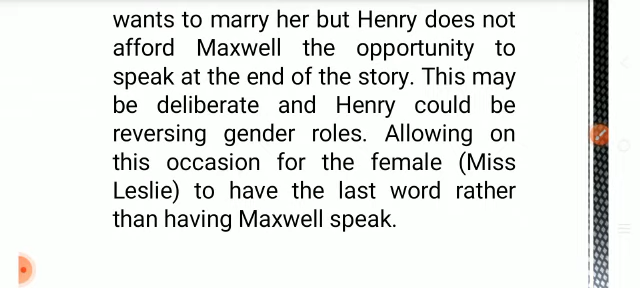 wants to marry her but Henry does not
afford Maxwell the opportunity to
speak at the end of the story. This may
be deliberate and Henry could be
reversing gender roles. Allowing on
this occasion for the female (Miss
Leslie) to have the last word rather
than having Maxwell speak.